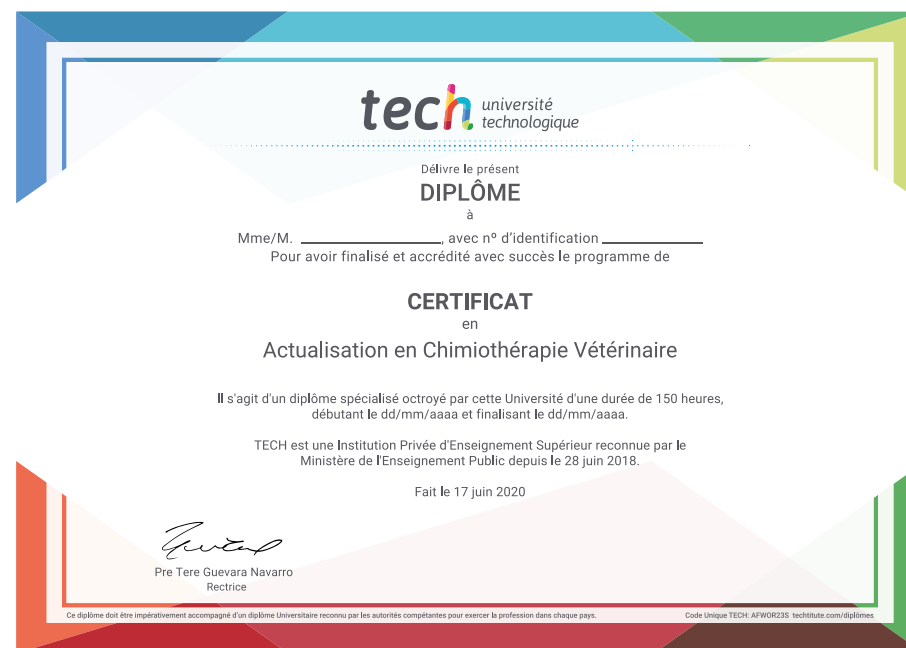 tech université
technologique
Délivre le présent
DIPLÔME
à
Mme/M. ____________________, avec nº d'identification ______________
Pour avoir finalisé et accrédité avec succès le programme de
CERTIFICAT
en
Actualisation en Chimiothérapie Vétérinaire
Il s'agit d'un diplôme spécialisé octroyé par cette Université d'une durée de 150 heures,
débutant le dd/mm/aaaa et finalisant le dd/mm/aaaa.
TECH est une Institution Privée d'Enseignement Supérieur reconnue par le
Ministère de l'Enseignement Public depuis le 28 juin 2018.
Fait le 17 juin 2020
Pre Tere Guevara Navarro
Rectrice
Ce diplôme doit être impérativement accompagné d'un diplôme Universitaire reconnu par les autorités compétentes pour exercer la profession dans chaque pays. Code Unique TECH: AFWOR23S techtitute.com/diplômes